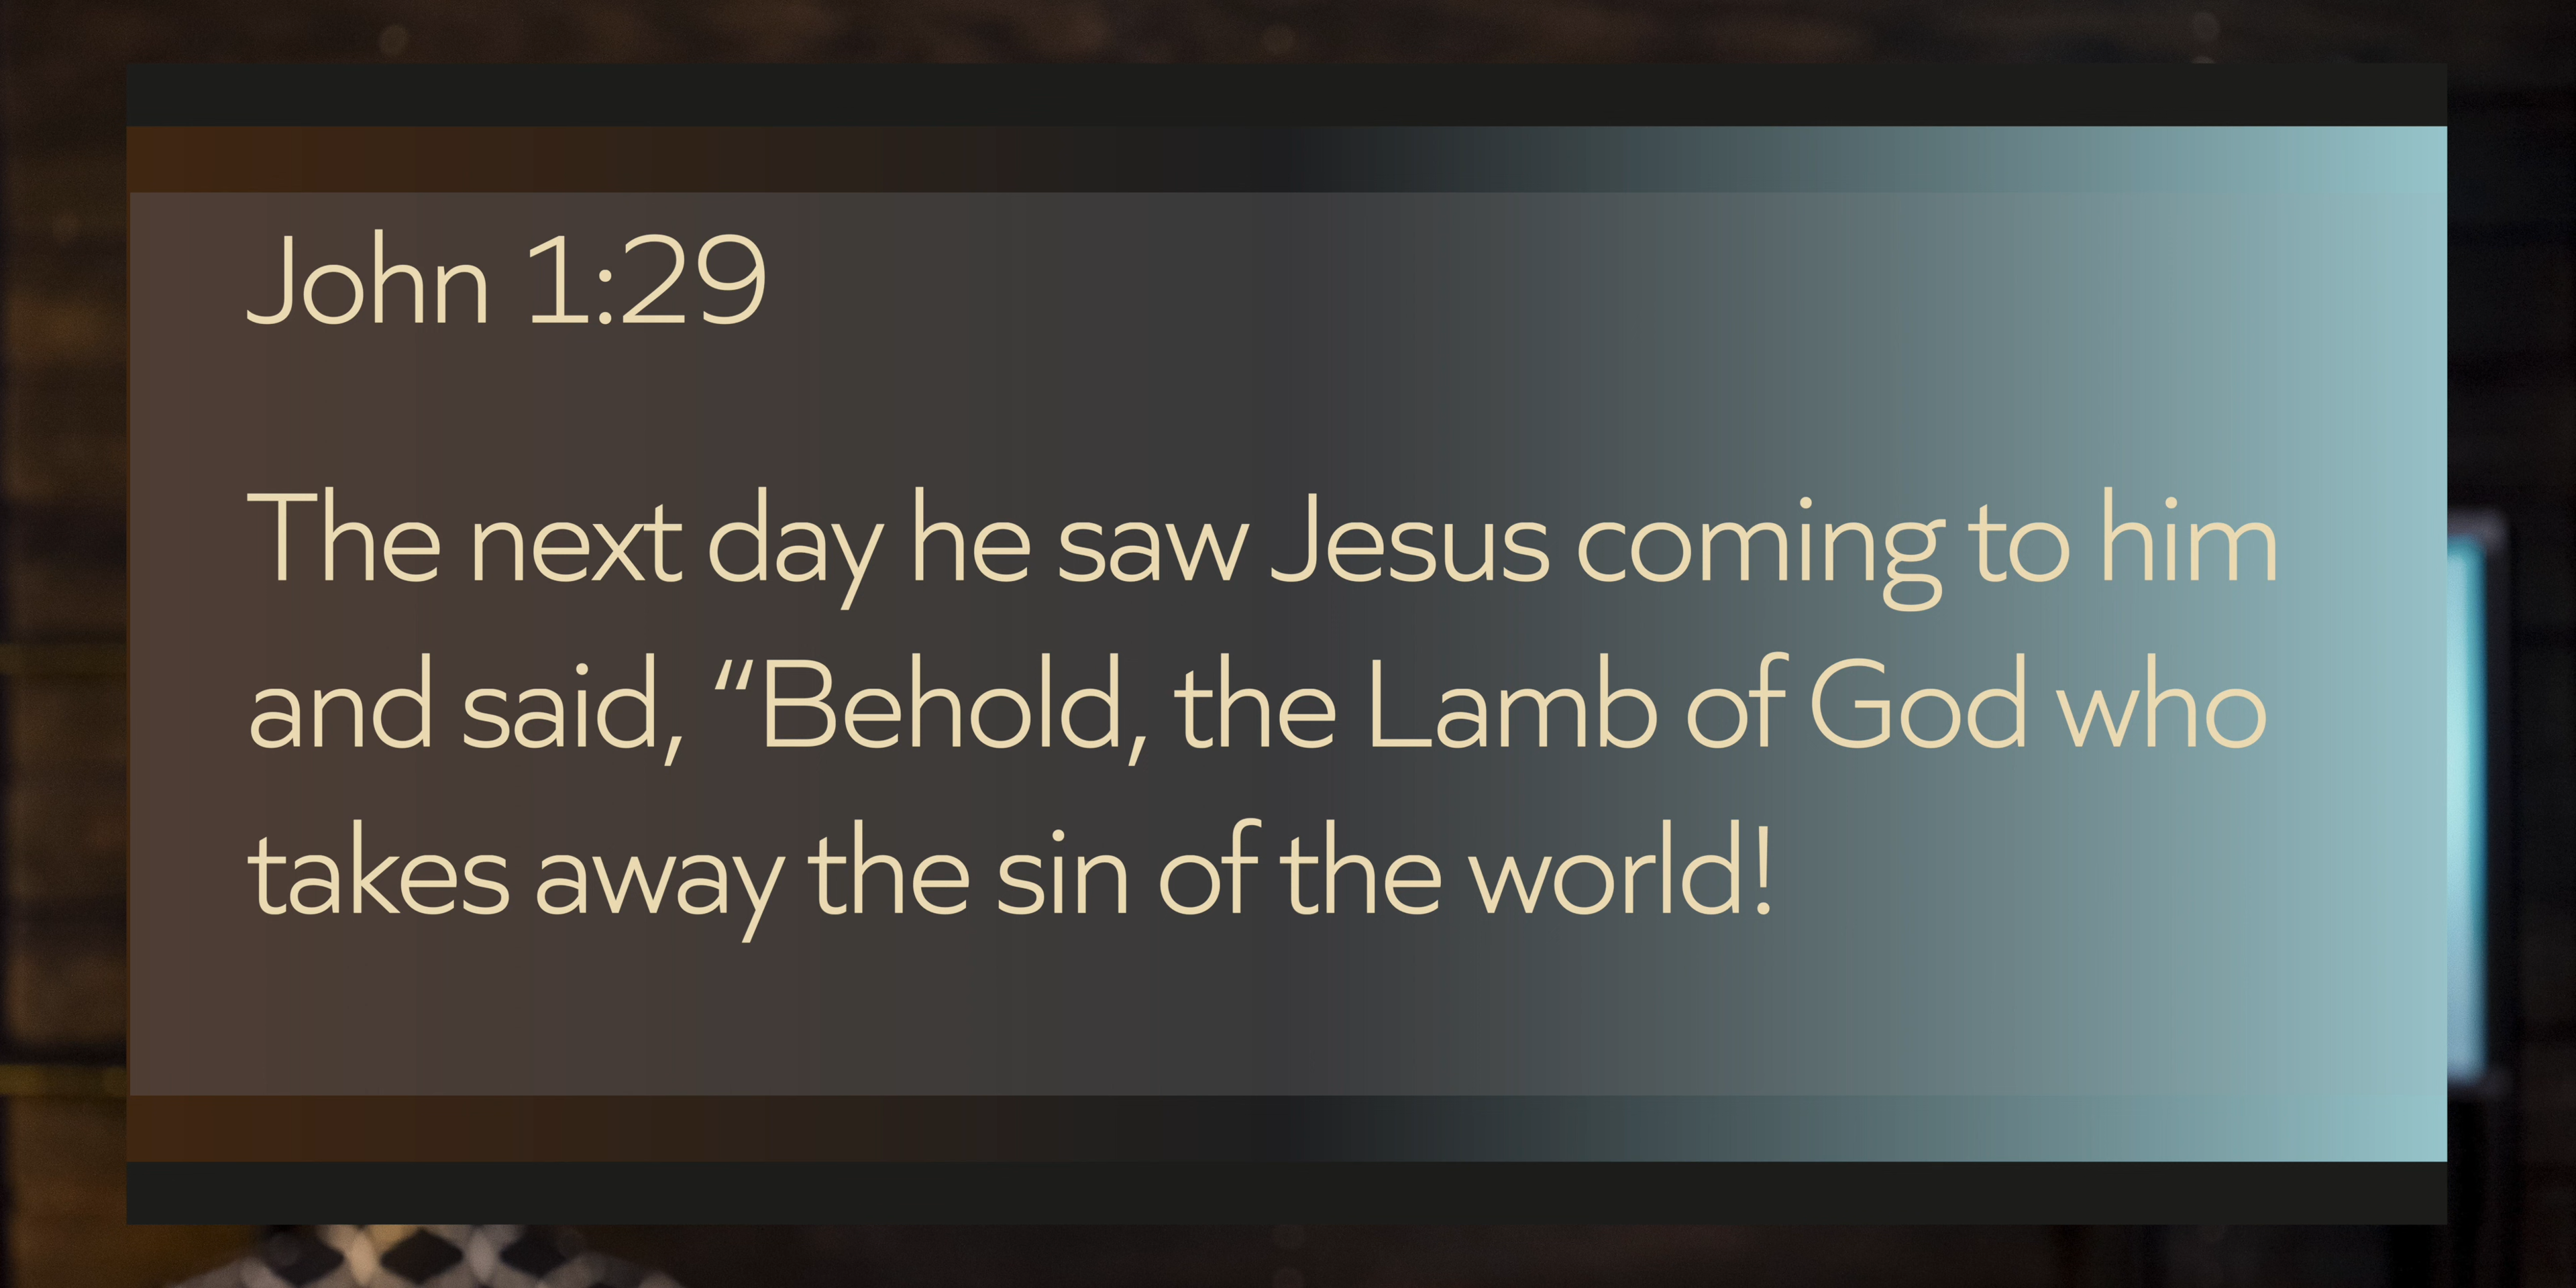 John 1:29
The next day he saw Jesus coming to him
and said, “Behold, the Lamb of God who
takes away the sin of the world!